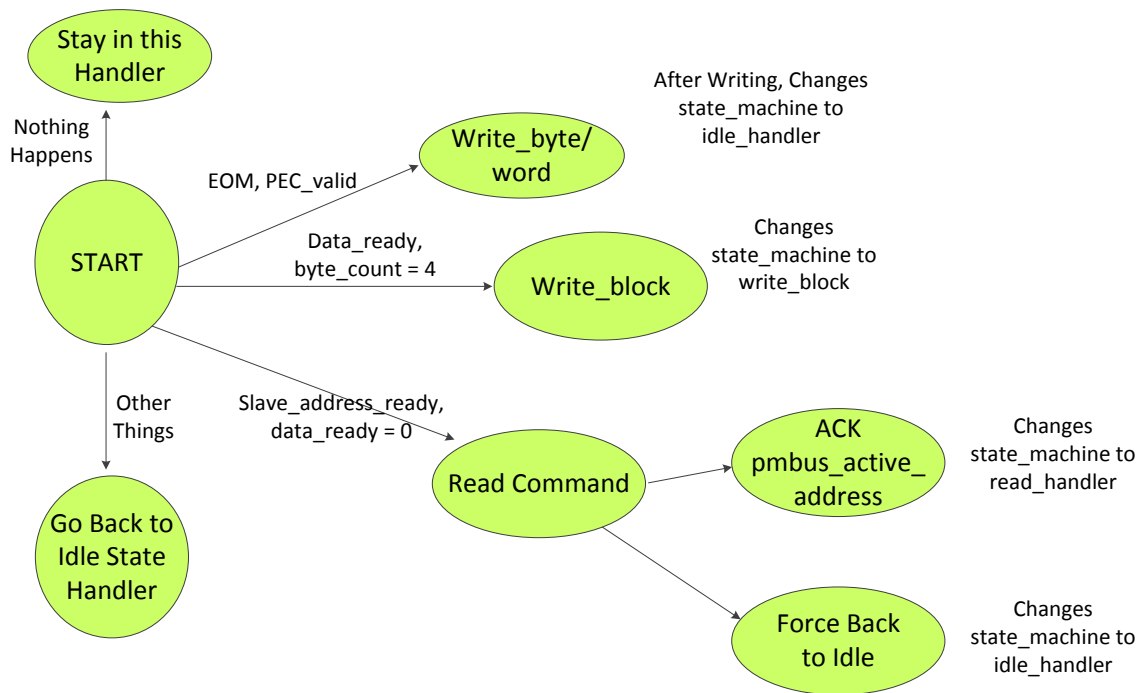 Stay in this
Handler
Nothing
Happens
START
EOM, PEC_valid
Write_byte/
word
After Writing, Changes
state_machine to
idle_handler
Data_ready,
byte_count = 4
Write_block
Changes
state_machine to
write_block
Other
Things
Go Back to
Idle State
Handler
Slave_address_ready,
data_ready = 0
Read Command
ACK
pmbus_active_
address
Changes
state_machine to
read_handler
Force Back
to Idle
Changes
state_machine to
idle_handler